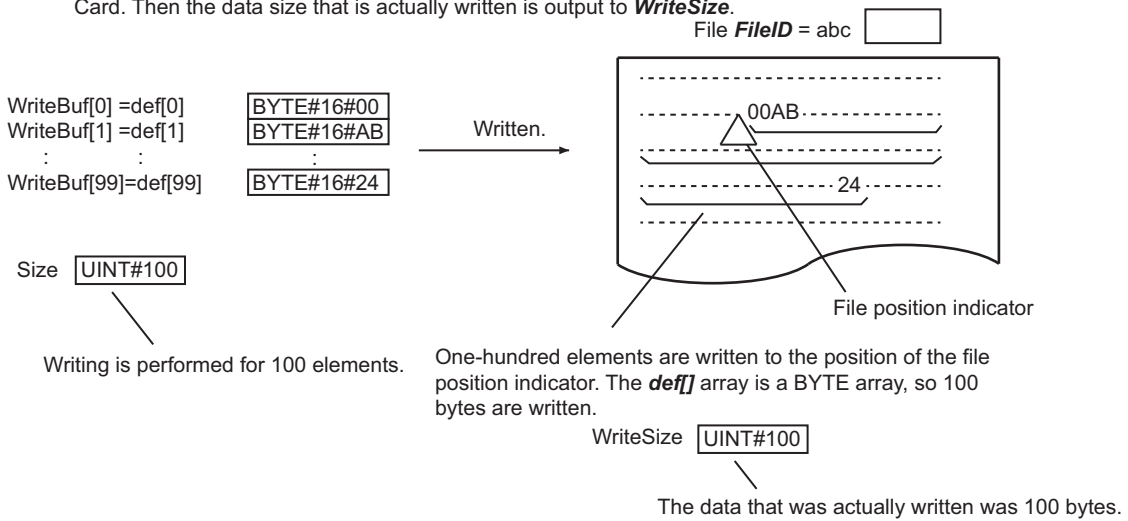 Card. Then the data size that is actually written is output to WriteSize.
File FileID = abc
WriteBuf[0] =def[0] BYTE#16#00
WriteBuf[1] =def[1] BYTE#16#AB
: : :
WriteBuf[99]=def[99] BYTE#16#24
Written.
00AB
24
Size UINT#100
File position indicator
Writing is performed for 100 elements.
One-hundred elements are written to the position of the file
position indicator. The def[] array is a BYTE array, so 100
bytes are written.
WriteSize UINT#100
The data that was actually written was 100 bytes.